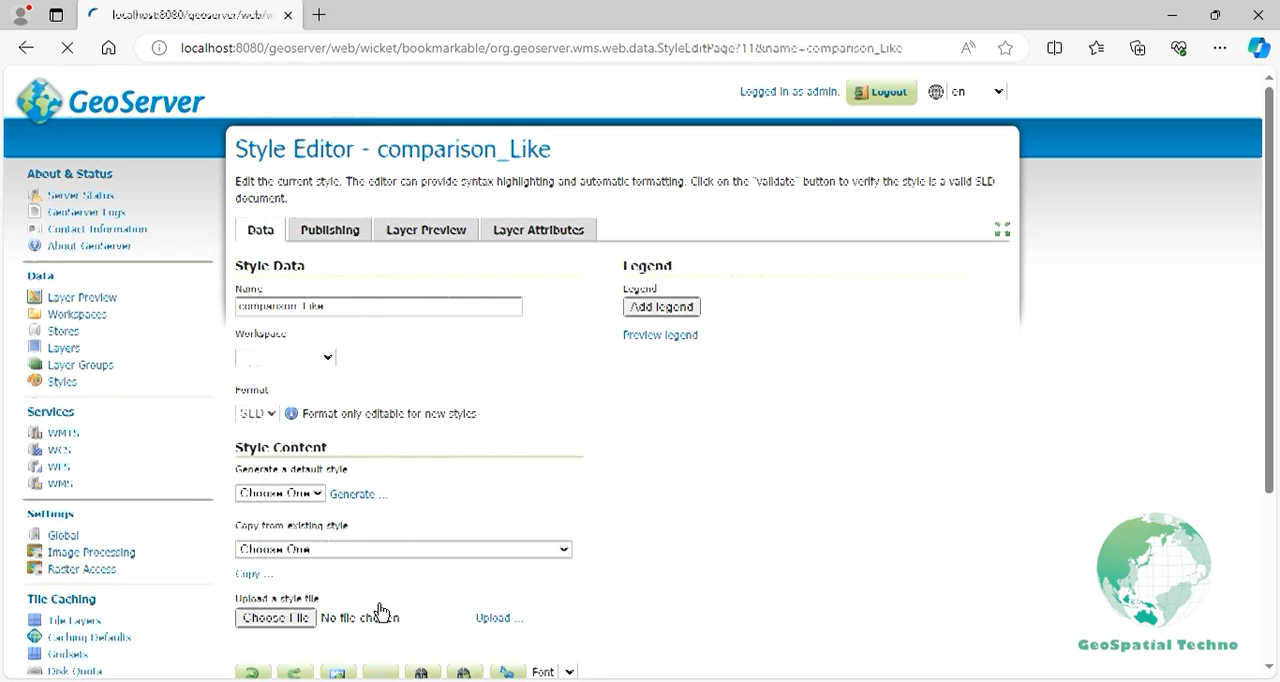 localhost:8080/geoserver/web/w
localhost:8080/geoserver/web/wicket/bookmarkable/org.geoserver.wms.web.data.StyleEditPage?11&name=comparison_Like
GeoServer
Logged in as admin.
Logout
en
About & Status
Server Status
GeoServer Logs
Contact Information
About GeoServer
Data
Layer Preview
Workspaces
Stores
Layers
Layer Groups
Styles
Services
WMTS
WCS
WFS
WMS
Settings
Global
Image Processing
Raster Access
Tile Caching
Tile Layers
Caching Defaults
Gridsets
Disk Quota
Style Editor - comparison_Like
Edit the current style. The editor can provide syntax highlighting and automatic formatting. Click on the "validate" button to verify the style is a valid SLD
document.
Data Publishing Layer Preview Layer Attributes
Style Data
Name
comparison_Like
Workspace
Format
SLD Format only editable for new styles
Style Content
Generate a default style
Choose One Generate ...
Copy from existing style
Choose One
Copy ...
Upload a style file
Choose File No file chosen Upload ...
Font
Legend
Legend
Add legend
Preview legend
GeoSpatial Techno